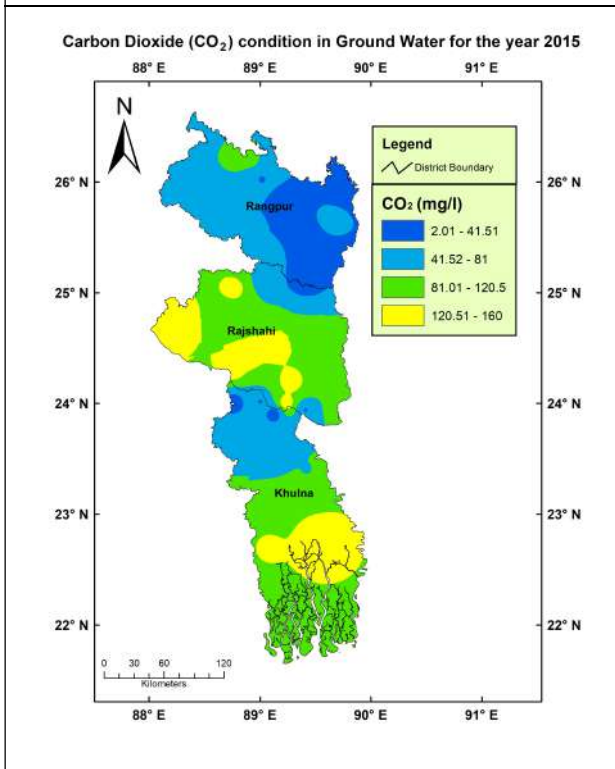 Carbon Dioxide (CO₂) condition in Ground Water for the year 2015
88° E 89° E 90° E 91° E
N
Legend
District Boundary
CO₂ (mg/l)
2.01 - 41.51
41.52 - 81
81.01 - 120.5
120.51 - 160
26° N 26° N
Rangpur
25° N 25° N
Rajshahi
24° N 24° N
Khulna
23° N 23° N
22° N 22° N
0 30 60 120
Kilometers
88° E 89° E 90° E 91° E